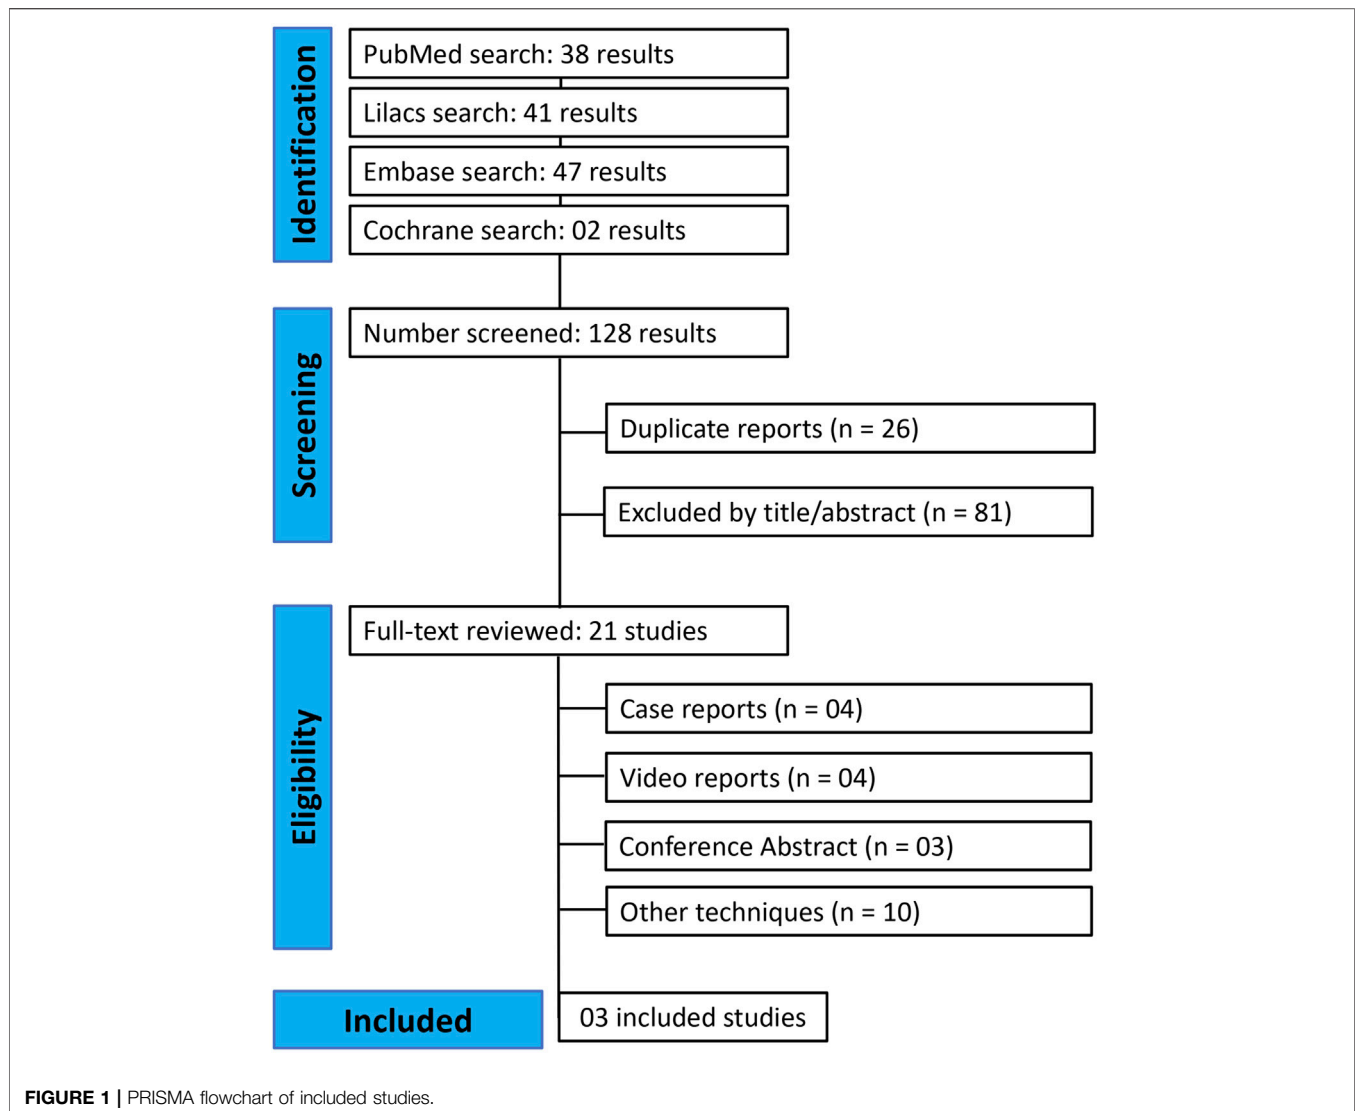 Identification
PubMed search: 38 results
Lilacs search: 41 results
Embase search: 47 results
Cochrane search: 02 results
Screening
Number screened: 128 results
Duplicate reports (n = 26)
Excluded by title/abstract (n = 81)
Eligibility
Full-text reviewed: 21 studies
Case reports (n = 04)
Video reports (n = 04)
Conference Abstract (n = 03)
Other techniques (n = 10)
Included
03 included studies
FIGURE 1 | PRISMA flowchart of included studies.